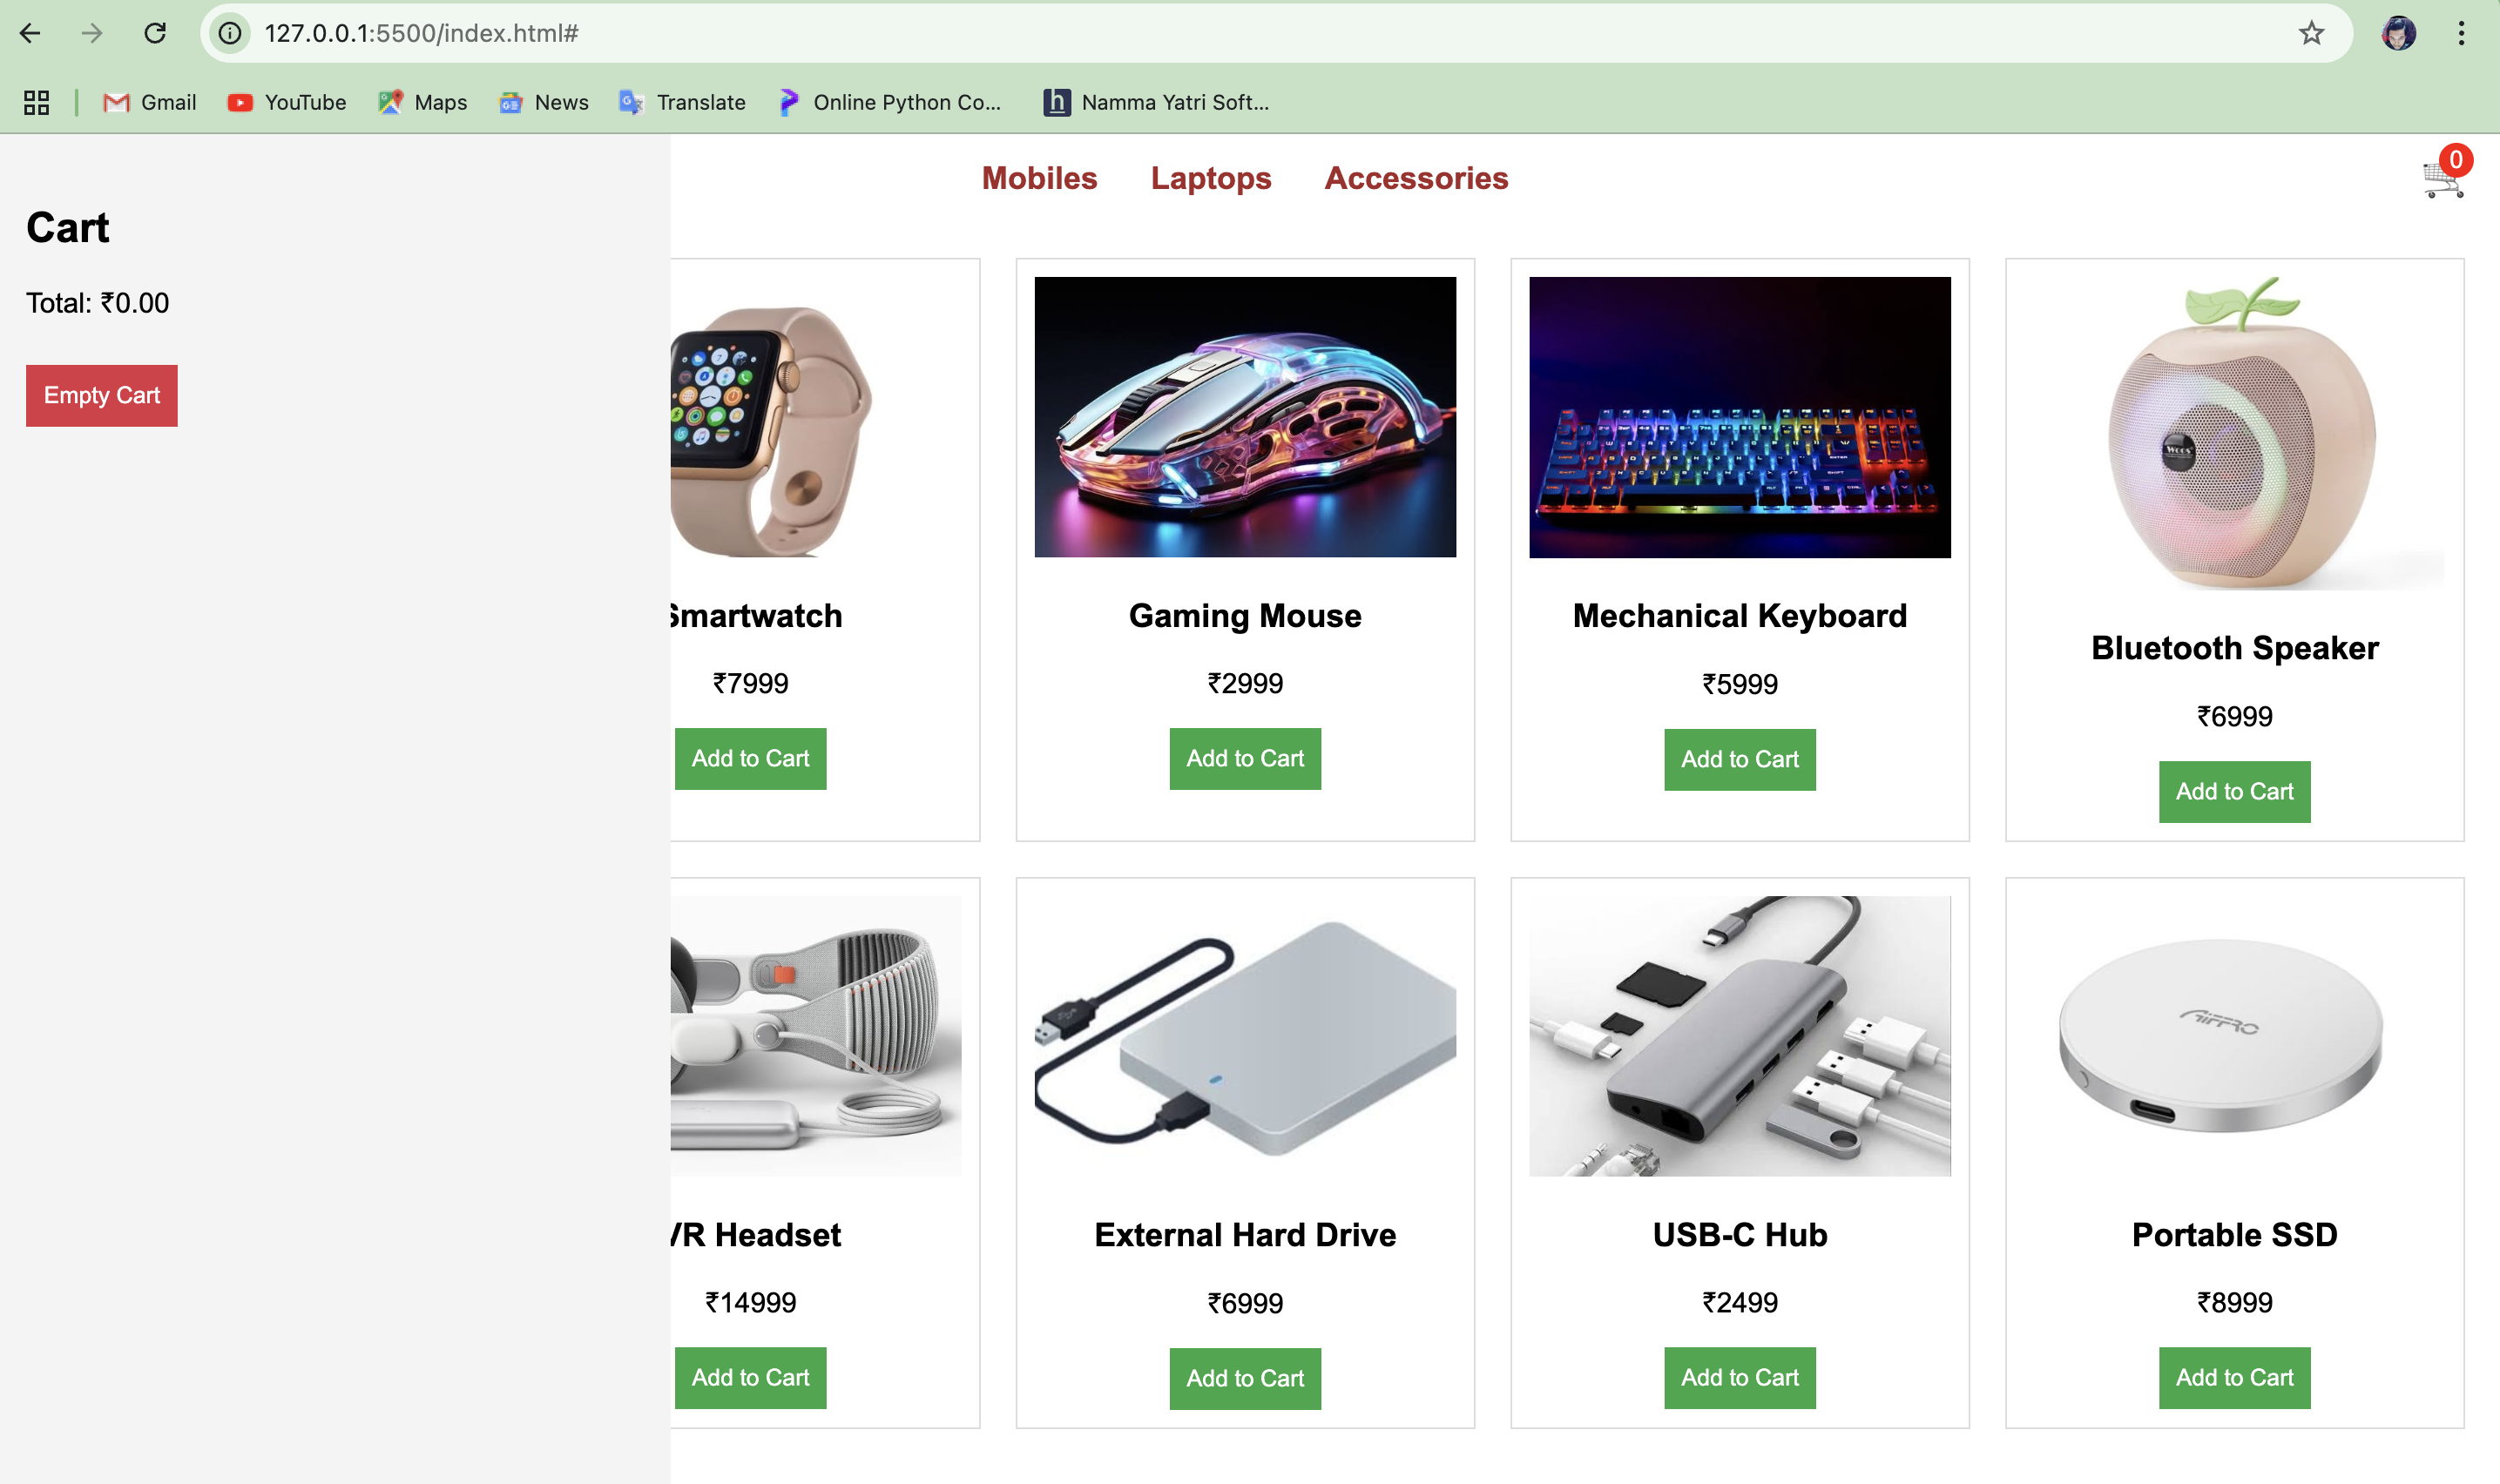 127.0.0.1:5500/index.html#
Gmail YouTube Maps News Translate Online Python Co... Namma Yatri Soft...
Mobiles Laptops Accessories
0
Cart
Total: ₹0.00
Empty Cart
Smartwatch
₹7999
Add to Cart
Gaming Mouse
₹2999
Add to Cart
Mechanical Keyboard
₹5999
Add to Cart
Bluetooth Speaker
₹6999
Add to Cart
VR Headset
₹14999
Add to Cart
External Hard Drive
₹6999
Add to Cart
USB-C Hub
₹2499
Add to Cart
AIFFRO
Portable SSD
₹8999
Add to Cart